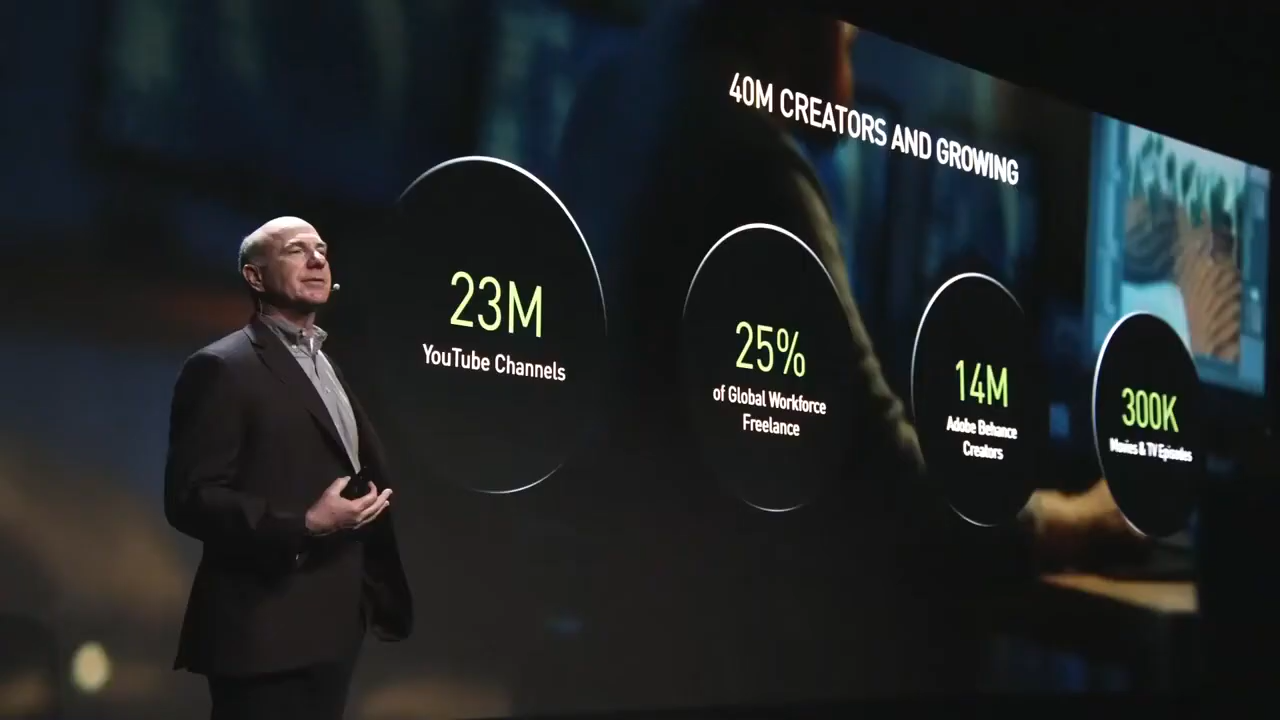 40M CREATORS AND GROWING
23M
YouTube Channels
25%
of Global Workforce
Freelance
14M
Adobe Behance
Creators
300K
Movies & TV Episodes